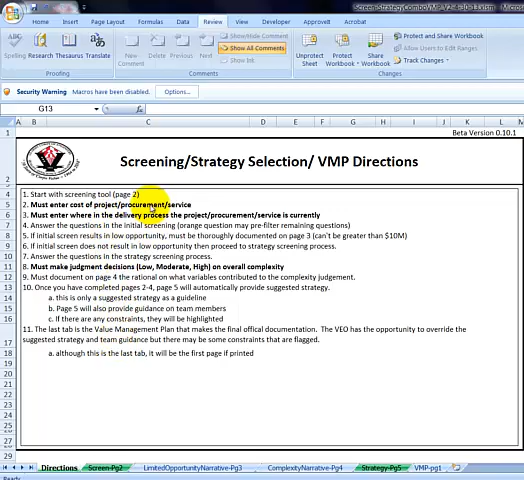 Screen-StrategyComboVMP V2-4-10-13.xlsm - Microsof
Home Insert Page Layout Formulas Data Review View Developer ApproveIt Acrobat
ABC
Spelling Research Thesaurus Translate
New Comment Delete Previous Next
Show/Hide Comment
Show All Comments
Show Ink
Unprotect Sheet Protect Workbook Share Workbook
Protect and Share Workbook
Allow Users to Edit Ranges
Track Changes
Proofing Comments Changes
Security Warning Macros have been disabled. Options...
G13 fx
A B C D E F G H I J K L M
Beta Version 0.10.1
Screening/Strategy Selection/ VMP Directions
1. Start with screening tool (page 2)
2. Must enter cost of project/procurement/service
3. Must enter where in the delivery process the project/procurement/service is currently
4. Answer the questions in the initial screening (orange question may pre-filter remaining questions)
5. If initial screen results in low opportunity, must be thoroughly documented on page 3 (can't be greater than $10M)
6. If initial screen does not result in low opportunity then proceed to strategy screening process.
7. Answer the questions in the strategy screening process.
8. Must make judgment decisions (Low, Moderate, High) on overall complexity
9. Must document on page 4 the rational on what variables contributed to the complexity judgement.
10. Once you have completed pages 2-4, page 5 will automatically provide suggested strategy.
a. this is only a suggested strategy as a guideline
b. Page 5 will also provide guidance on team members
c. If there are any constraints, they will be highlighted
11. The last tab is the Value Management Plan that makes the final offical documentation. The VEO has the opportunity to override the
suggested strategy and team guidance but there may be some constraints that are flagged.
a. although this is the last tab, it will be the first page if printed
Directions Screen-Pg2 LimitedOpportunityNarrative-Pg3 ComplexityNarrative-Pg4 Strategy-Pg5 VMP-pg1
Ready